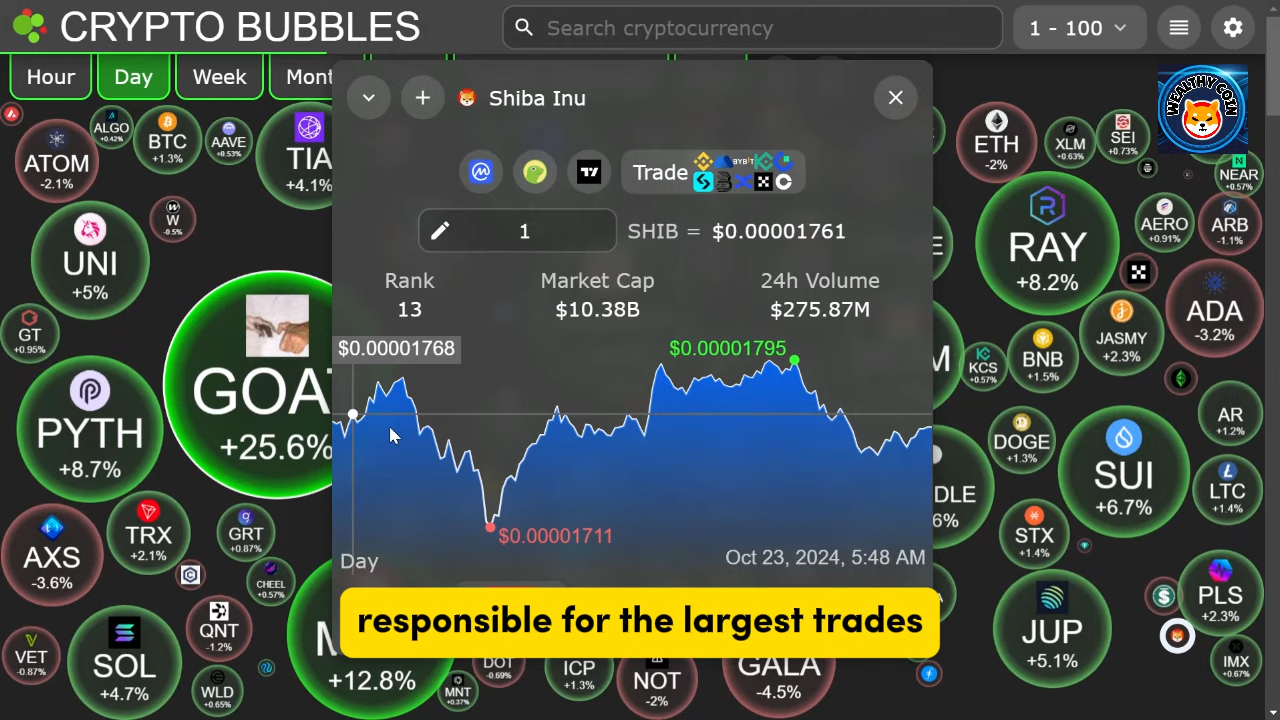 CRYPTO BUBBLES
Search cryptocurrency
1 - 100
Hour
Day
Week
WEALTHY COIN
Shiba Inu
Trade
BYBIT
1
SHIB = $0.00001761
Rank
13
Market Cap
$10.38B
24h Volume
$275.87M
$0.00001768
$0.00001795
$0.00001711
Day
Oct 23, 2024, 5:48 AM
responsible for the largest trades
ALGO
+0.42%
BTC
+1.3%
AAVE
+0.53%
ATOM
-2.1%
TIA
+4.1%
W
-0.5%
UNI
+5%
GT
+0.95%
GOAT
+25.6%
PYTH
+8.7%
TRX
+2.1%
GRT
+0.87%
AXS
-3.6%
CHEEL
+0.57%
QNT
-1.2%
VET
-0.87%
SOL
+4.7%
WLD
+0.65%
+12.8%
MNT
+0.37%
DOT
-0.69%
ICP
+1.3%
NOT
-2%
GALA
-4.5%
ETH
-2%
XLM
+0.63%
SEI
+0.73%
NEAR
+0.57%
RAY
+8.2%
AERO
+0.91%
ARB
-1.1%
ADA
-3.2%
JASMY
+2.3%
BNB
+1.5%
KCS
+0.57%
DOGE
+1.3%
AR
+1.2%
SUI
+6.7%
LTC
+1.4%
DLE
6%
STX
+1.4%
JUP
+5.1%
PLS
+2.3%
IMX
+0.67%